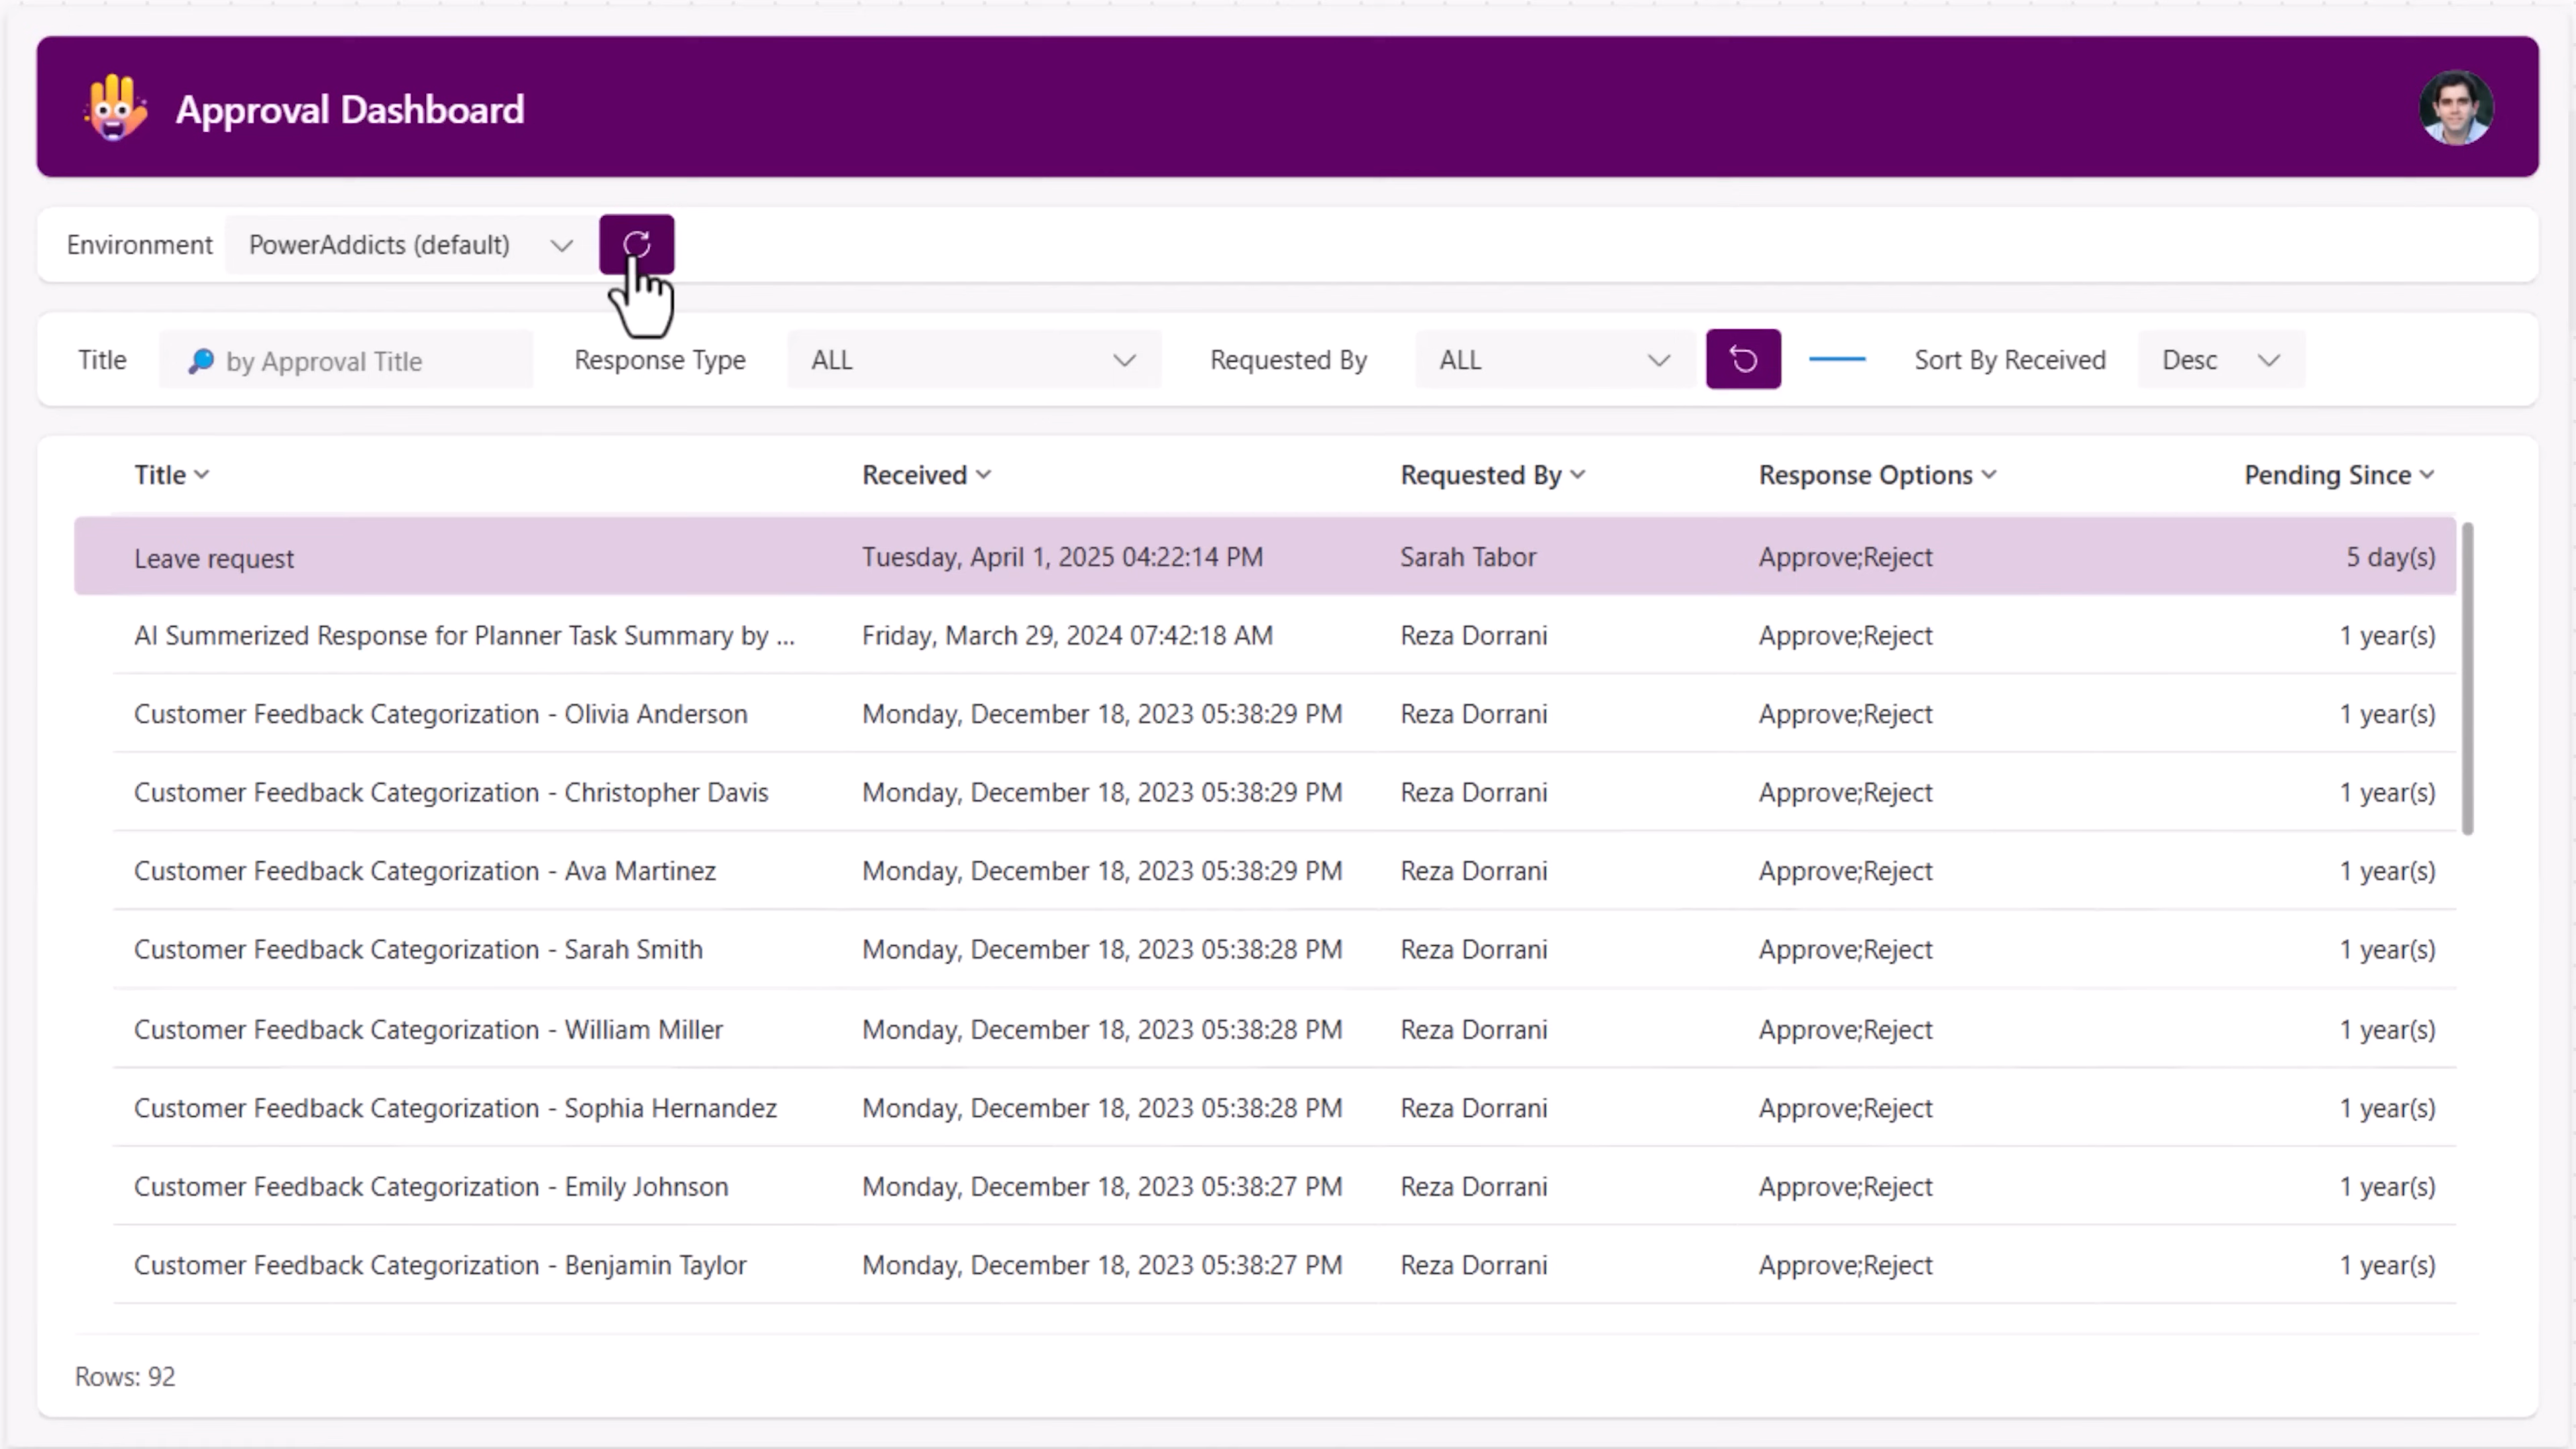 Approval Dashboard
Environment PowerAddicts (default)
Title by Approval Title Response Type ALL Requested By ALL Sort By Received Desc
Title Received Requested By Response Options Pending Since
Leave request Tuesday, April 1, 2025 04:22:14 PM Sarah Tabor Approve;Reject 5 day(s)
AI Summerized Response for Planner Task Summary by ... Friday, March 29, 2024 07:42:18 AM Reza Dorrani Approve;Reject 1 year(s)
Customer Feedback Categorization - Olivia Anderson Monday, December 18, 2023 05:38:29 PM Reza Dorrani Approve;Reject 1 year(s)
Customer Feedback Categorization - Christopher Davis Monday, December 18, 2023 05:38:29 PM Reza Dorrani Approve;Reject 1 year(s)
Customer Feedback Categorization - Ava Martinez Monday, December 18, 2023 05:38:29 PM Reza Dorrani Approve;Reject 1 year(s)
Customer Feedback Categorization - Sarah Smith Monday, December 18, 2023 05:38:28 PM Reza Dorrani Approve;Reject 1 year(s)
Customer Feedback Categorization - William Miller Monday, December 18, 2023 05:38:28 PM Reza Dorrani Approve;Reject 1 year(s)
Customer Feedback Categorization - Sophia Hernandez Monday, December 18, 2023 05:38:28 PM Reza Dorrani Approve;Reject 1 year(s)
Customer Feedback Categorization - Emily Johnson Monday, December 18, 2023 05:38:27 PM Reza Dorrani Approve;Reject 1 year(s)
Customer Feedback Categorization - Benjamin Taylor Monday, December 18, 2023 05:38:27 PM Reza Dorrani Approve;Reject 1 year(s)
Rows: 92